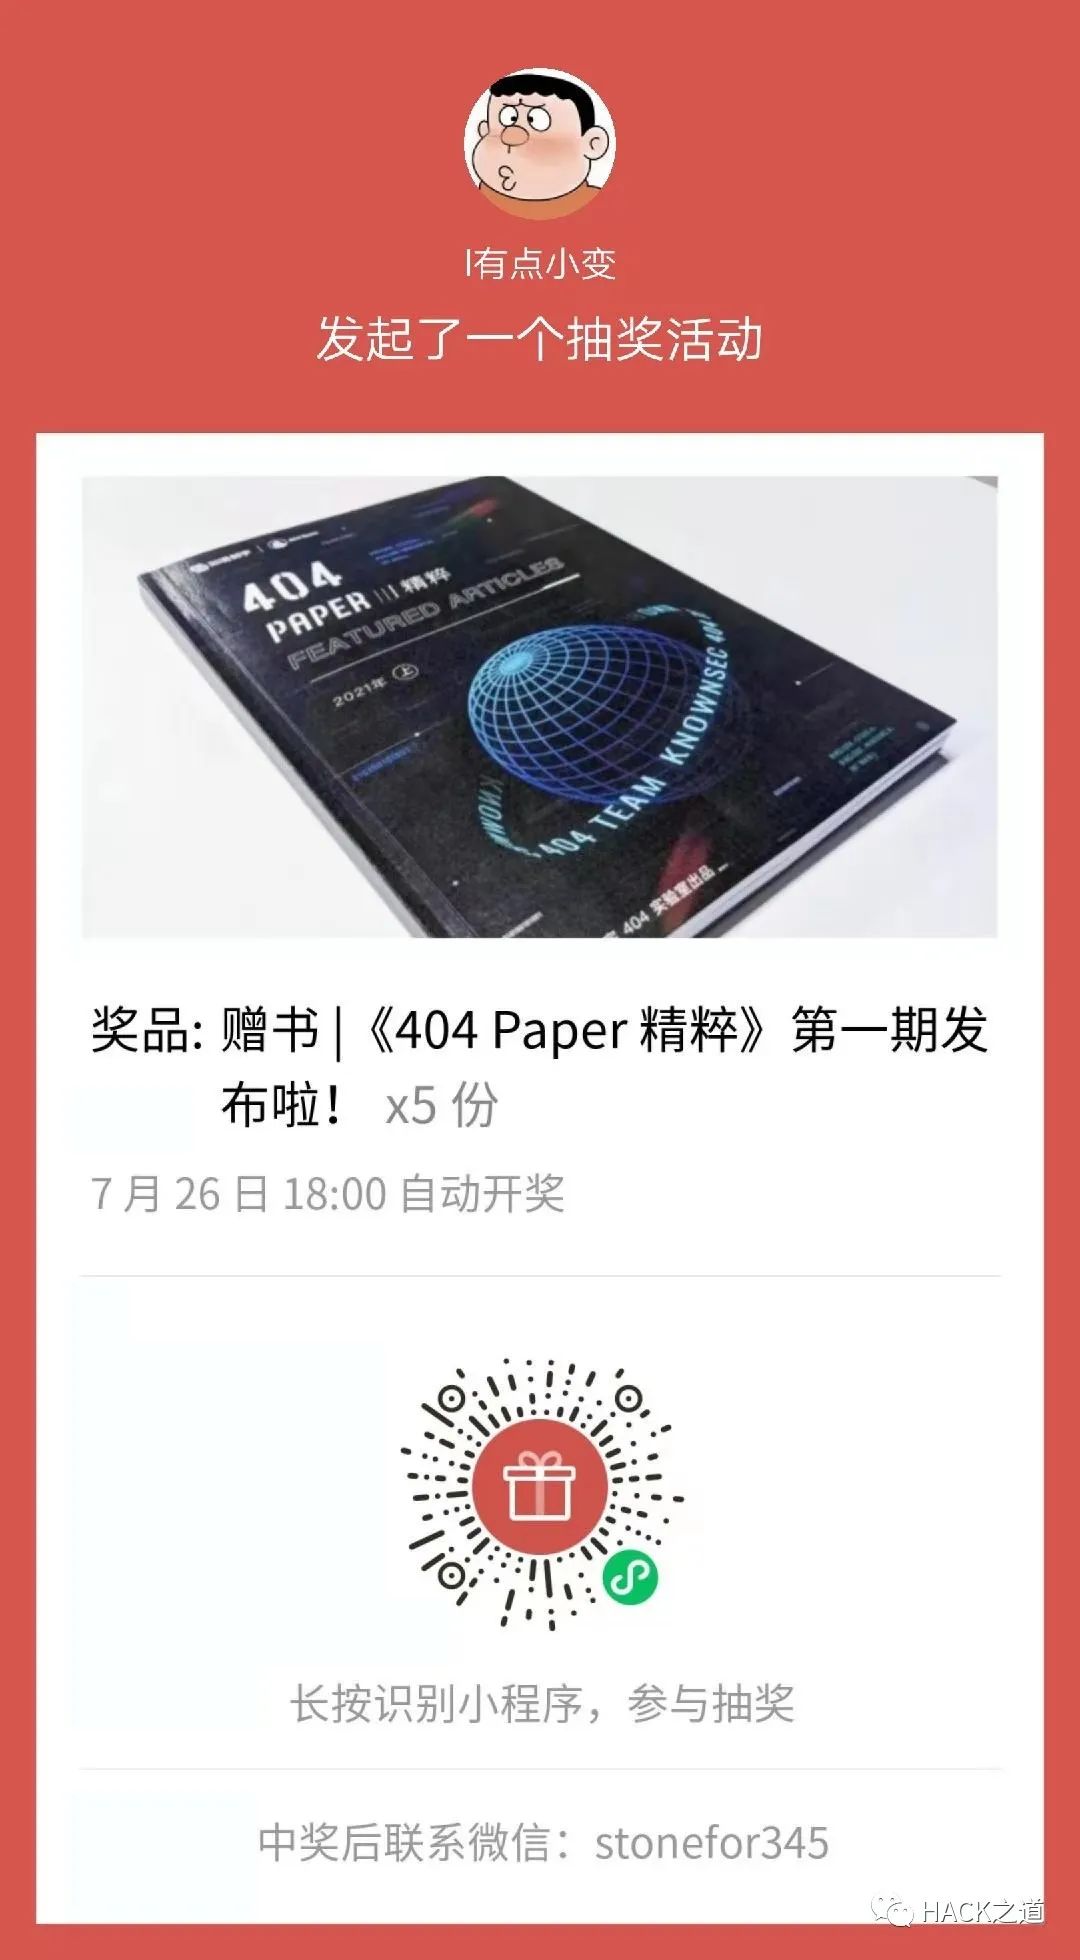 I有点小变
发起了一个抽奖活动
404
PAPER 精粹
FEATURED ARTICLES
2021年 上
404 TEAM KNOWNSEC 404
KNOW
404 实验室出品
奖品: 赠书 |《404 Paper 精粹》第一期发
布啦！ x5 份
7 月 26 日 18:00 自动开奖
长按识别小程序，参与抽奖
中奖后联系微信：stonefor345
HACK之道